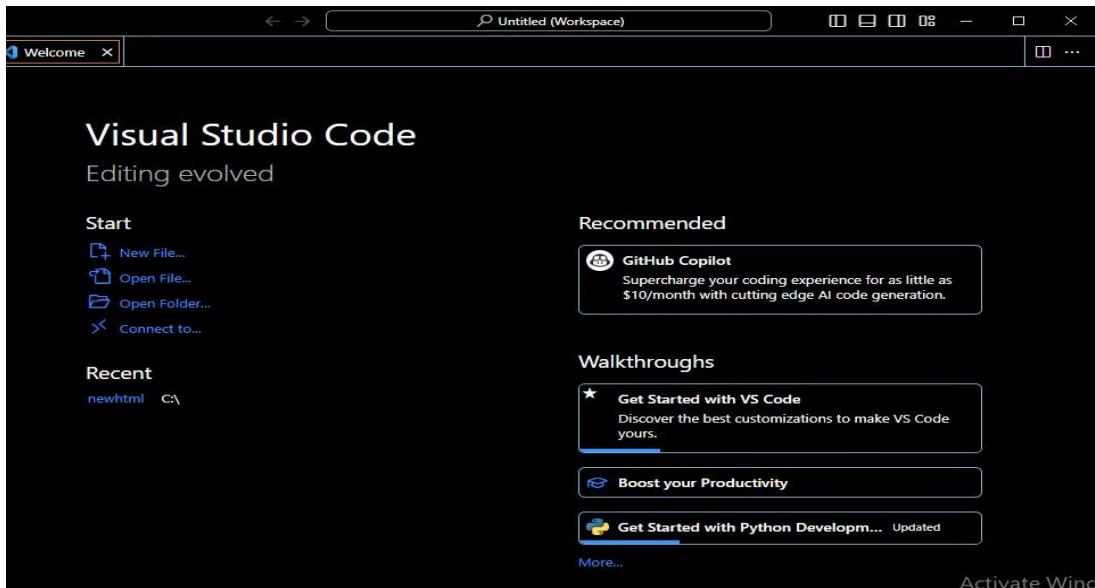 Untitled (Workspace)
Welcome
Visual Studio Code
Editing evolved
Start
New File...
Open File...
Open Folder...
Connect to...
Recent
newhtml C:\
Recommended
GitHub Copilot
Supercharge your coding experience for as little as
$10/month with cutting edge AI code generation.
Walkthroughs
Get Started with VS Code
Discover the best customizations to make VS Code
yours.
Boost your Productivity
Get Started with Python Developm... Updated
More...
Activate Wind